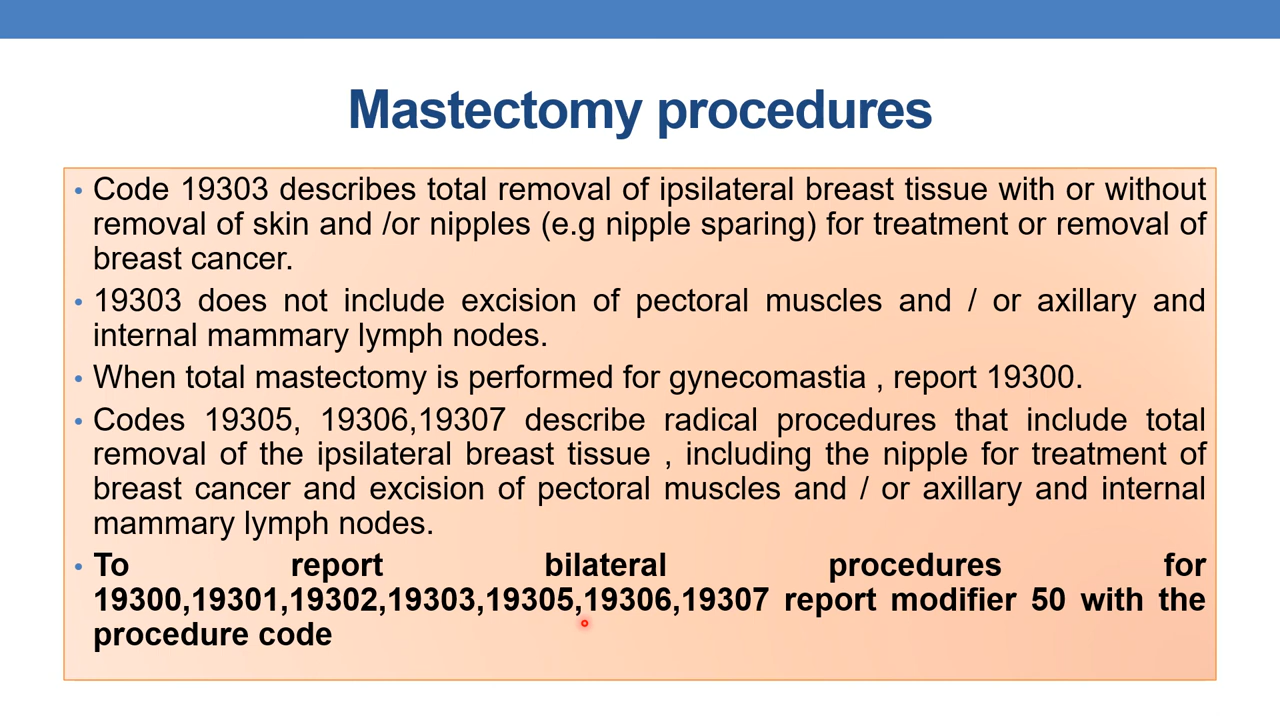 Mastectomy procedures
• Code 19303 describes total removal of ipsilateral breast tissue with or without
removal of skin and /or nipples (e.g nipple sparing) for treatment or removal of
breast cancer.
• 19303 does not include excision of pectoral muscles and / or axillary and
internal mammary lymph nodes.
• When total mastectomy is performed for gynecomastia , report 19300.
• Codes 19305, 19306,19307 describe radical procedures that include total
removal of the ipsilateral breast tissue , including the nipple for treatment of
breast cancer and excision of pectoral muscles and / or axillary and internal
mammary lymph nodes.
• To report bilateral procedures for
19300,19301,19302,19303,19305,19306,19307 report modifier 50 with the
procedure code